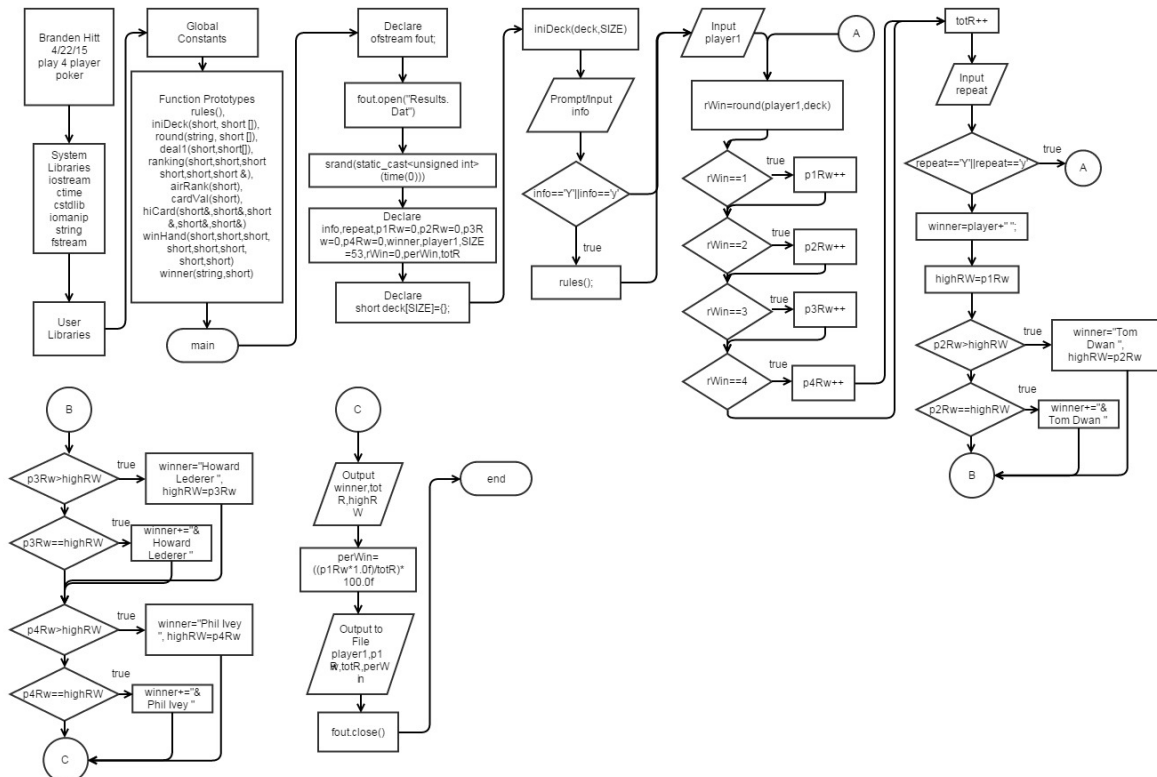 Branden Hitt
4/22/15
play 4 player
poker
System
Libraries
iostream
ctime
cstdlib
iomanip
string
fstream
User
Libraries
Global
Constants
Function Prototypes
rules(),
iniDeck(short, short []),
round(string, short []),
deal1(short,short[]),
ranking(short,short,short
short,short,short &),
airRank(short),
cardVal(short),
hiCard(short&,short&,short
&,short&,short&)
winHand(short,short,short,
short,short,short,
short,short)
winner(string,short)
main
Declare
ofstream fout;
fout.open("Results.
Dat")
srand(static_cast<unsigned int>
(time(0)))
Declare
info,repeat,p1Rw=0,p2Rw=0,p3R
w=0,p4Rw=0,winner,player1,SIZE
=53,rWin=0,perWin,totR
Declare
short deck[SIZE]={};
iniDeck(deck,SIZE)
Prompt/Input
info
info=='Y'||info=='y'
true
rules();
Input
player1
A
rWin=round(player1,deck)
rWin==1
true
p1Rw++
rWin==2
true
p2Rw++
rWin==3
true
p3Rw++
rWin==4
true
p4Rw++
totR++
Input
repeat
repeat=='Y'||repeat=='y'
true
A
winner=player+" ";
highRW=p1Rw
p2Rw>highRW
true
winner="Tom
Dwan ",
highRW=p2Rw
p2Rw==highRW
true
winner+="&
Tom Dwan "
B
B
p3Rw>highRW
true
winner="Howard
Lederer ",
highRW=p3Rw
p3Rw==highRW
true
winner+="&
Howard
Lederer "
p4Rw>highRW
true
winner="Phil Ivey
", highRW=p4Rw
p4Rw==highRW
true
winner+="&
Phil Ivey "
C
C
Output
winner,tot
R,highR
W
perWin=
((p1Rw*1.0f)/totR)*
100.0f
Output to
File
player1,p1
Rw,totR,perW
in
fout.close()
end